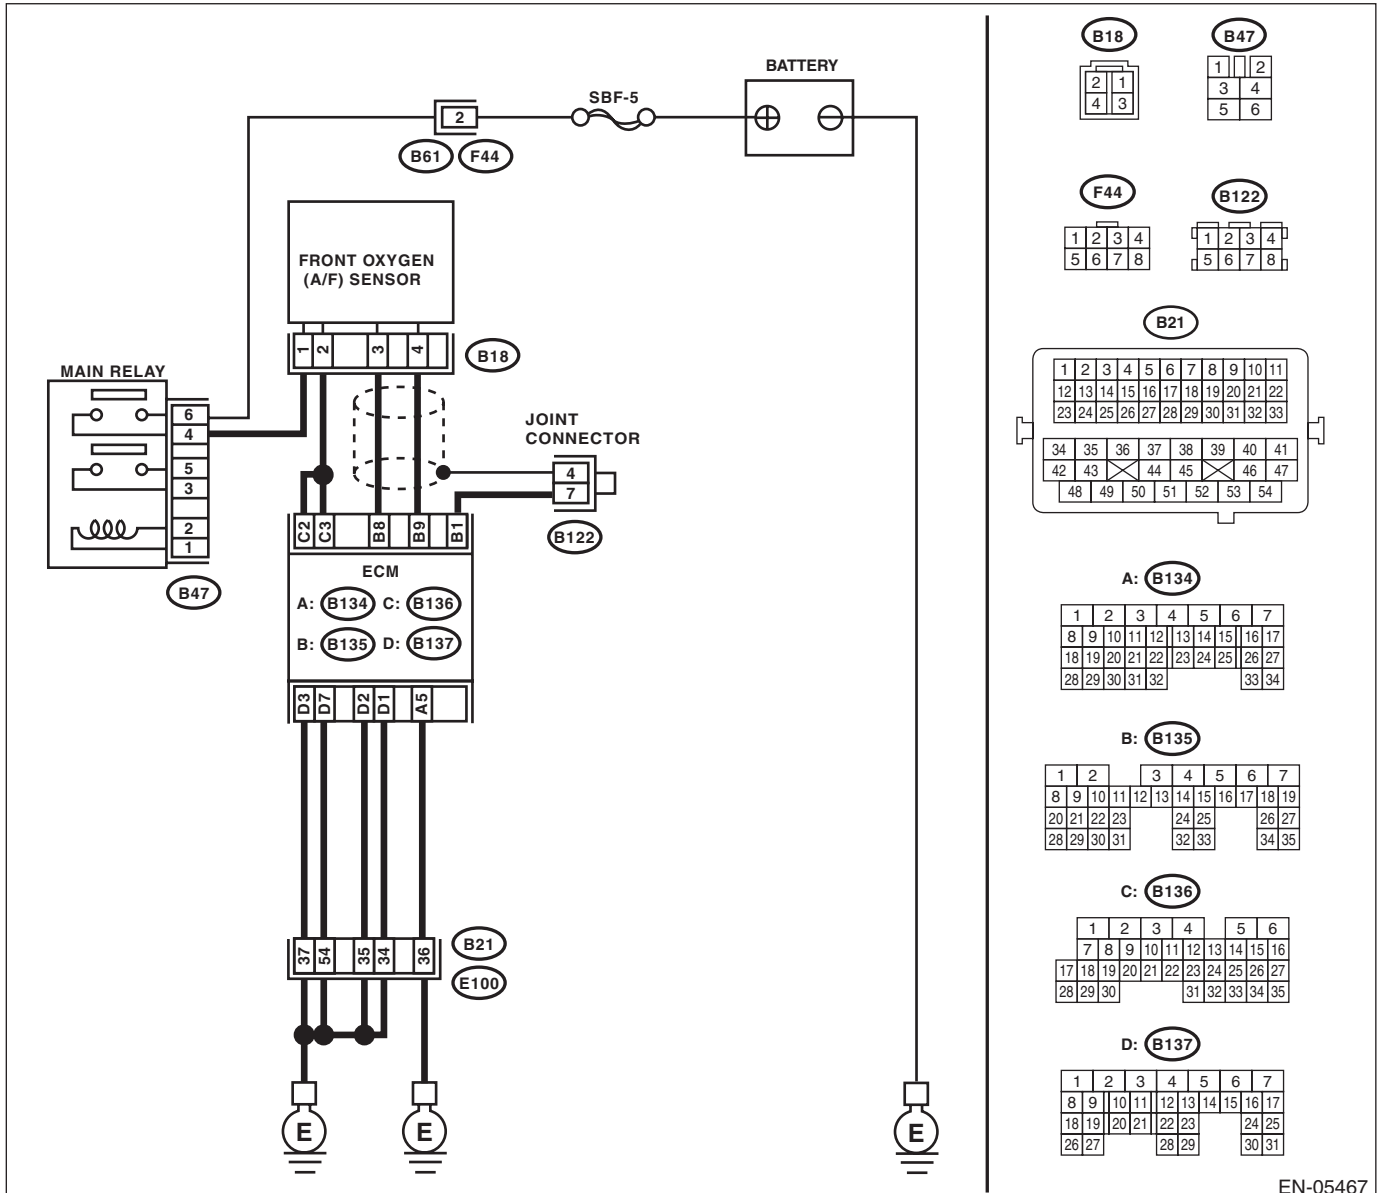 BATTERY
SBF-5
2
B61 F44
FRONT OXYGEN
(A/F) SENSOR
1 2 3 4
B18
MAIN RELAY
6
4
5
3
2
1
B47
JOINT
CONNECTOR
4
7
B122
C2 C3 B8 B9 B1
ECM
A: B134 C: B136
B: B135 D: B137
D3 D7 D2 D1 A5
37 54 35 34 36
B21
E100
E E E
B18 B47
2 1
4 3
1 2
3 4
5 6
F44 B122
1 2 3 4
5 6 7 8
1 2 3 4
5 6 7 8
B21
1 2 3 4 5 6 7 8 9 10 11
12 13 14 15 16 17 18 19 20 21 22
23 24 25 26 27 28 29 30 31 32 33
34 35 36 37 38 39 40 41
42 43 44 45 46 47
48 49 50 51 52 53 54
A: B134
1 2 3 4 5 6 7
8 9 10 11 12 13 14 15 16 17
18 19 20 21 22 23 24 25 26 27
28 29 30 31 32 33 34
B: B135
1 2 3 4 5 6 7
8 9 10 11 12 13 14 15 16 17 18 19
20 21 22 23 24 25 26 27
28 29 30 31 32 33 34 35
C: B136
1 2 3 4 5 6
7 8 9 10 11 12 13 14 15 16
17 18 19 20 21 22 23 24 25 26 27
28 29 30 31 32 33 34 35
D: B137
1 2 3 4 5 6 7
8 9 10 11 12 13 14 15 16 17
18 19 20 21 22 23 24 25
26 27 28 29 30 31
EN-05467